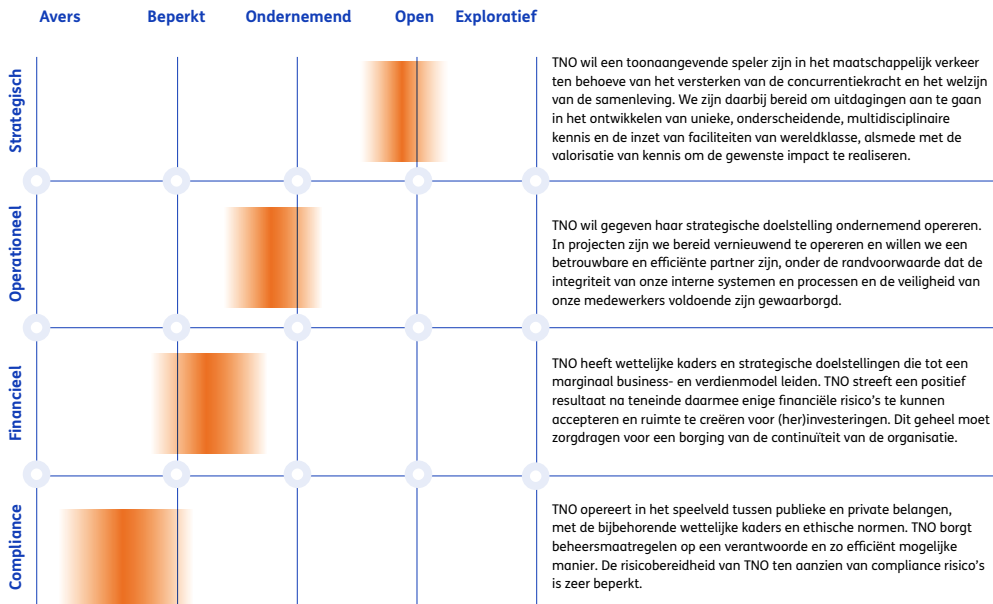 Avers Beperkt Ondernemend Open Exploratief
Strategisch
TNO wil een toonaangevende speler zijn in het maatschappelijk verkeer
ten behoeve van het versterken van de concurrentiekracht en het welzijn
van de samenleving. We zijn daarbij bereid om uitdagingen aan te gaan
in het ontwikkelen van unieke, onderscheidende, multidisciplinaire
kennis en de inzet van faciliteiten van wereldklasse, alsmede met de
valorisatie van kennis om de gewenste impact te realiseren.
Operationeel
TNO wil gegeven haar strategische doelstelling ondernemend opereren.
In projecten zijn we bereid vernieuwend te opereren en willen we een
betrouwbare en efficiënte partner zijn, onder de randvoorwaarde dat de
integriteit van onze interne systemen en processen en de veiligheid van
onze medewerkers voldoende zijn gewaarborgd.
Financieel
TNO heeft wettelijke kaders en strategische doelstellingen die tot een
marginaal business- en verdienmodel leiden. TNO streeft een positief
resultaat na teneinde daarmee enige financiële risico's te kunnen
accepteren en ruimte te creëren voor (her)investeringen. Dit geheel moet
zorgdragen voor een borging van de continuïteit van de organisatie.
Compliance
TNO opereert in het speelveld tussen publieke en private belangen,
met de bijbehorende wettelijke kaders en ethische normen. TNO borgt
beheersmaatregelen op een verantwoorde en zo efficiënt mogelijke
manier. De risicobereidheid van TNO ten aanzien van compliance risico's
is zeer beperkt.